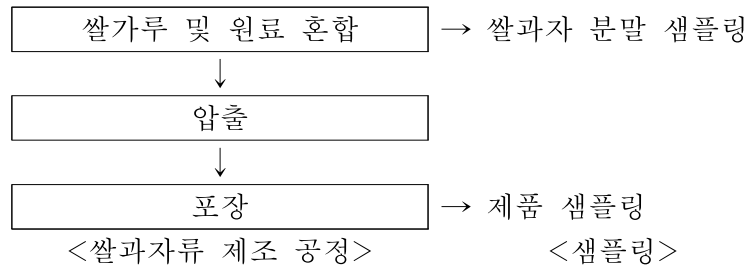 쌀가루 및 원료 혼합 → 쌀과자 분말 샘플링
↓
압출
↓
포장 → 제품 샘플링
<쌀과자류 제조 공정> <샘플링>